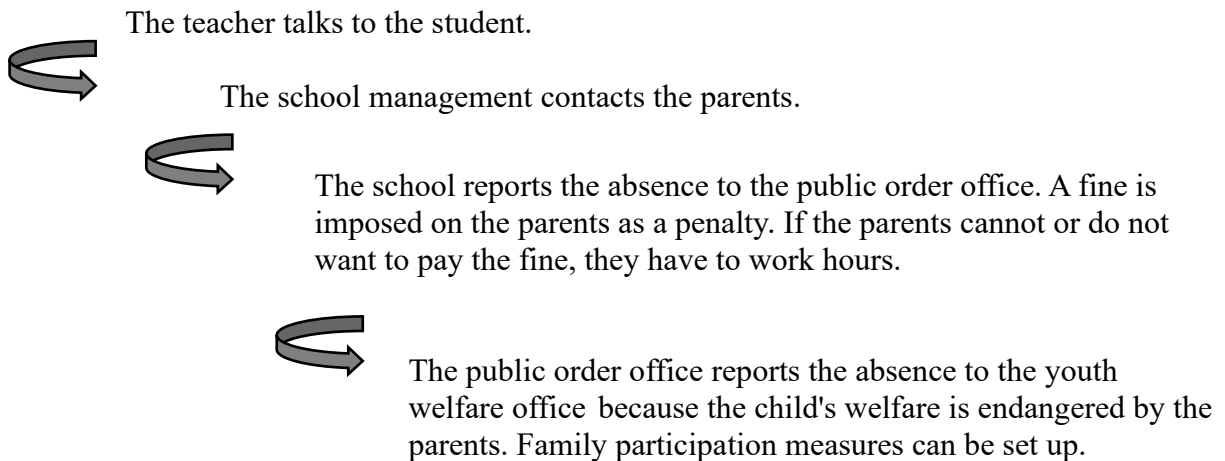 The teacher talks to the student.
The school management contacts the parents.
The school reports the absence to the public order office. A fine is
imposed on the parents as a penalty. If the parents cannot or do not
want to pay the fine, they have to work hours.
The public order office reports the absence to the youth
welfare office because the child's welfare is endangered by the
parents. Family participation measures can be set up.